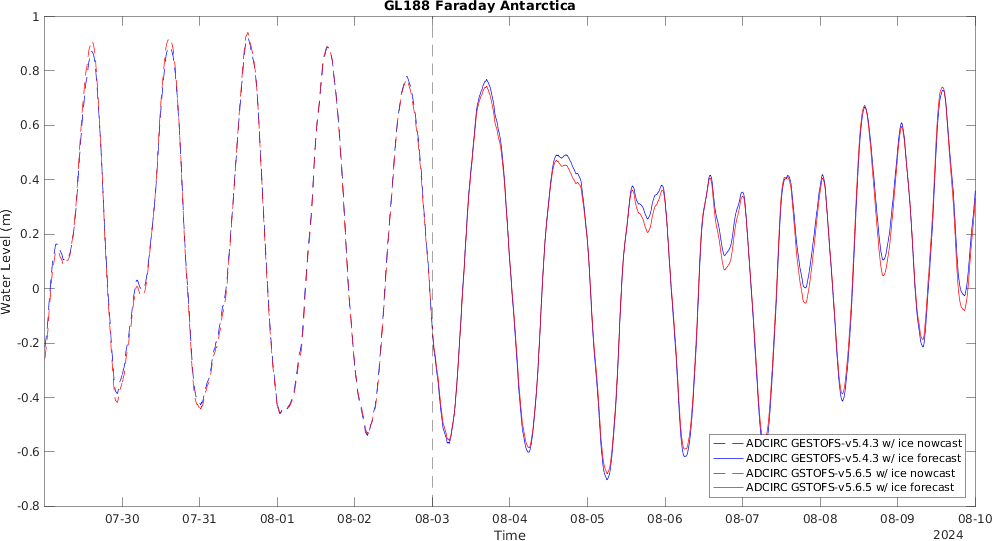 GL188 Faraday Antarctica
1
0.8
0.6
0.4
0.2
0
-0.2
-0.4
-0.6
-0.8
Water Level (m)
ADCIRC GESTOFS-v5.4.3 w/ ice nowcast
ADCIRC GESTOFS-v5.4.3 w/ ice forecast
ADCIRC GSTOFS-v5.6.5 w/ ice nowcast
ADCIRC GSTOFS-v5.6.5 w/ ice forecast
07-30 07-31 08-01 08-02 08-03 08-04 08-05 08-06 08-07 08-08 08-09 08-10
Time
2024